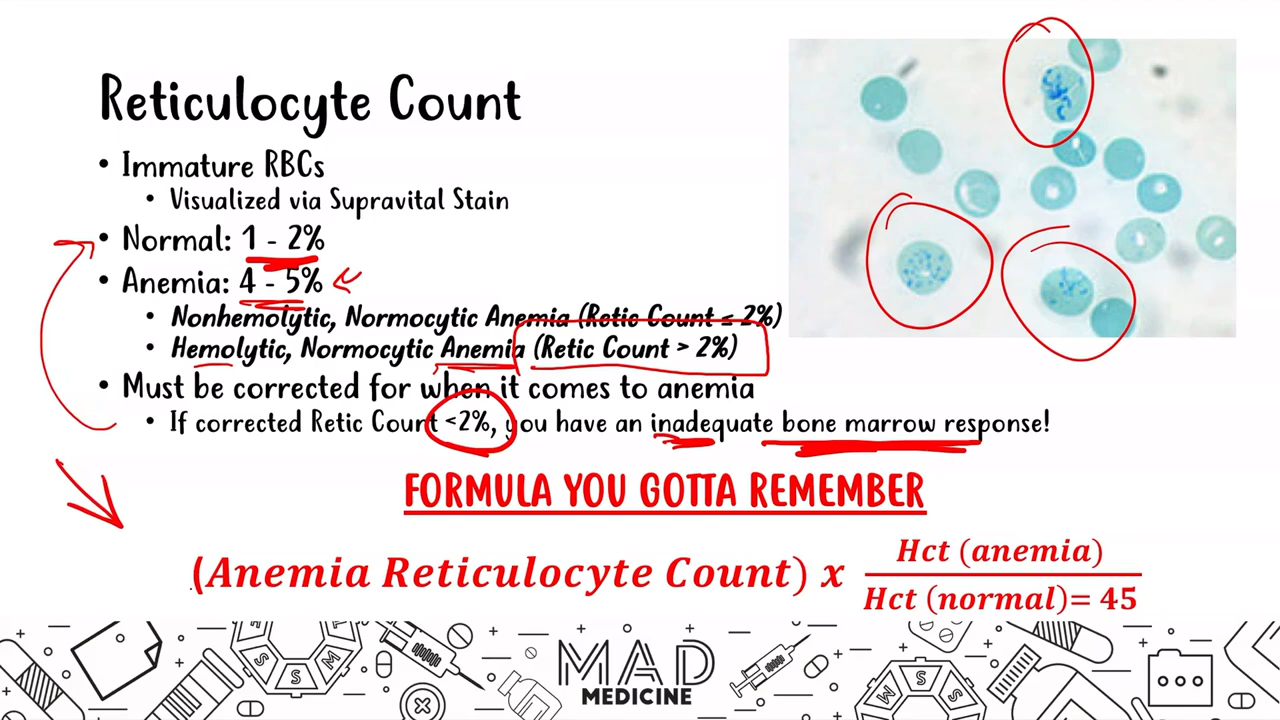 Reticulocyte Count
• Immature RBCs
• Visualized via Supravital Stain
• Normal: 1 - 2%
• Anemia: 4 - 5%
• Nonhemolytic, Normocytic Anemia (Retic Count ≤ 2%)
• Hemolytic, Normocytic Anemia (Retic Count > 2%)
• Must be corrected for when it comes to anemia
• If corrected Retic Count <2%, you have an inadequate bone marrow response!
FORMULA YOU GOTTA REMEMBER
(Anemia Reticulocyte Count) x Hct (anemia)
Hct (normal)= 45
MAD
MEDICINE
S
S
M
M
S
S